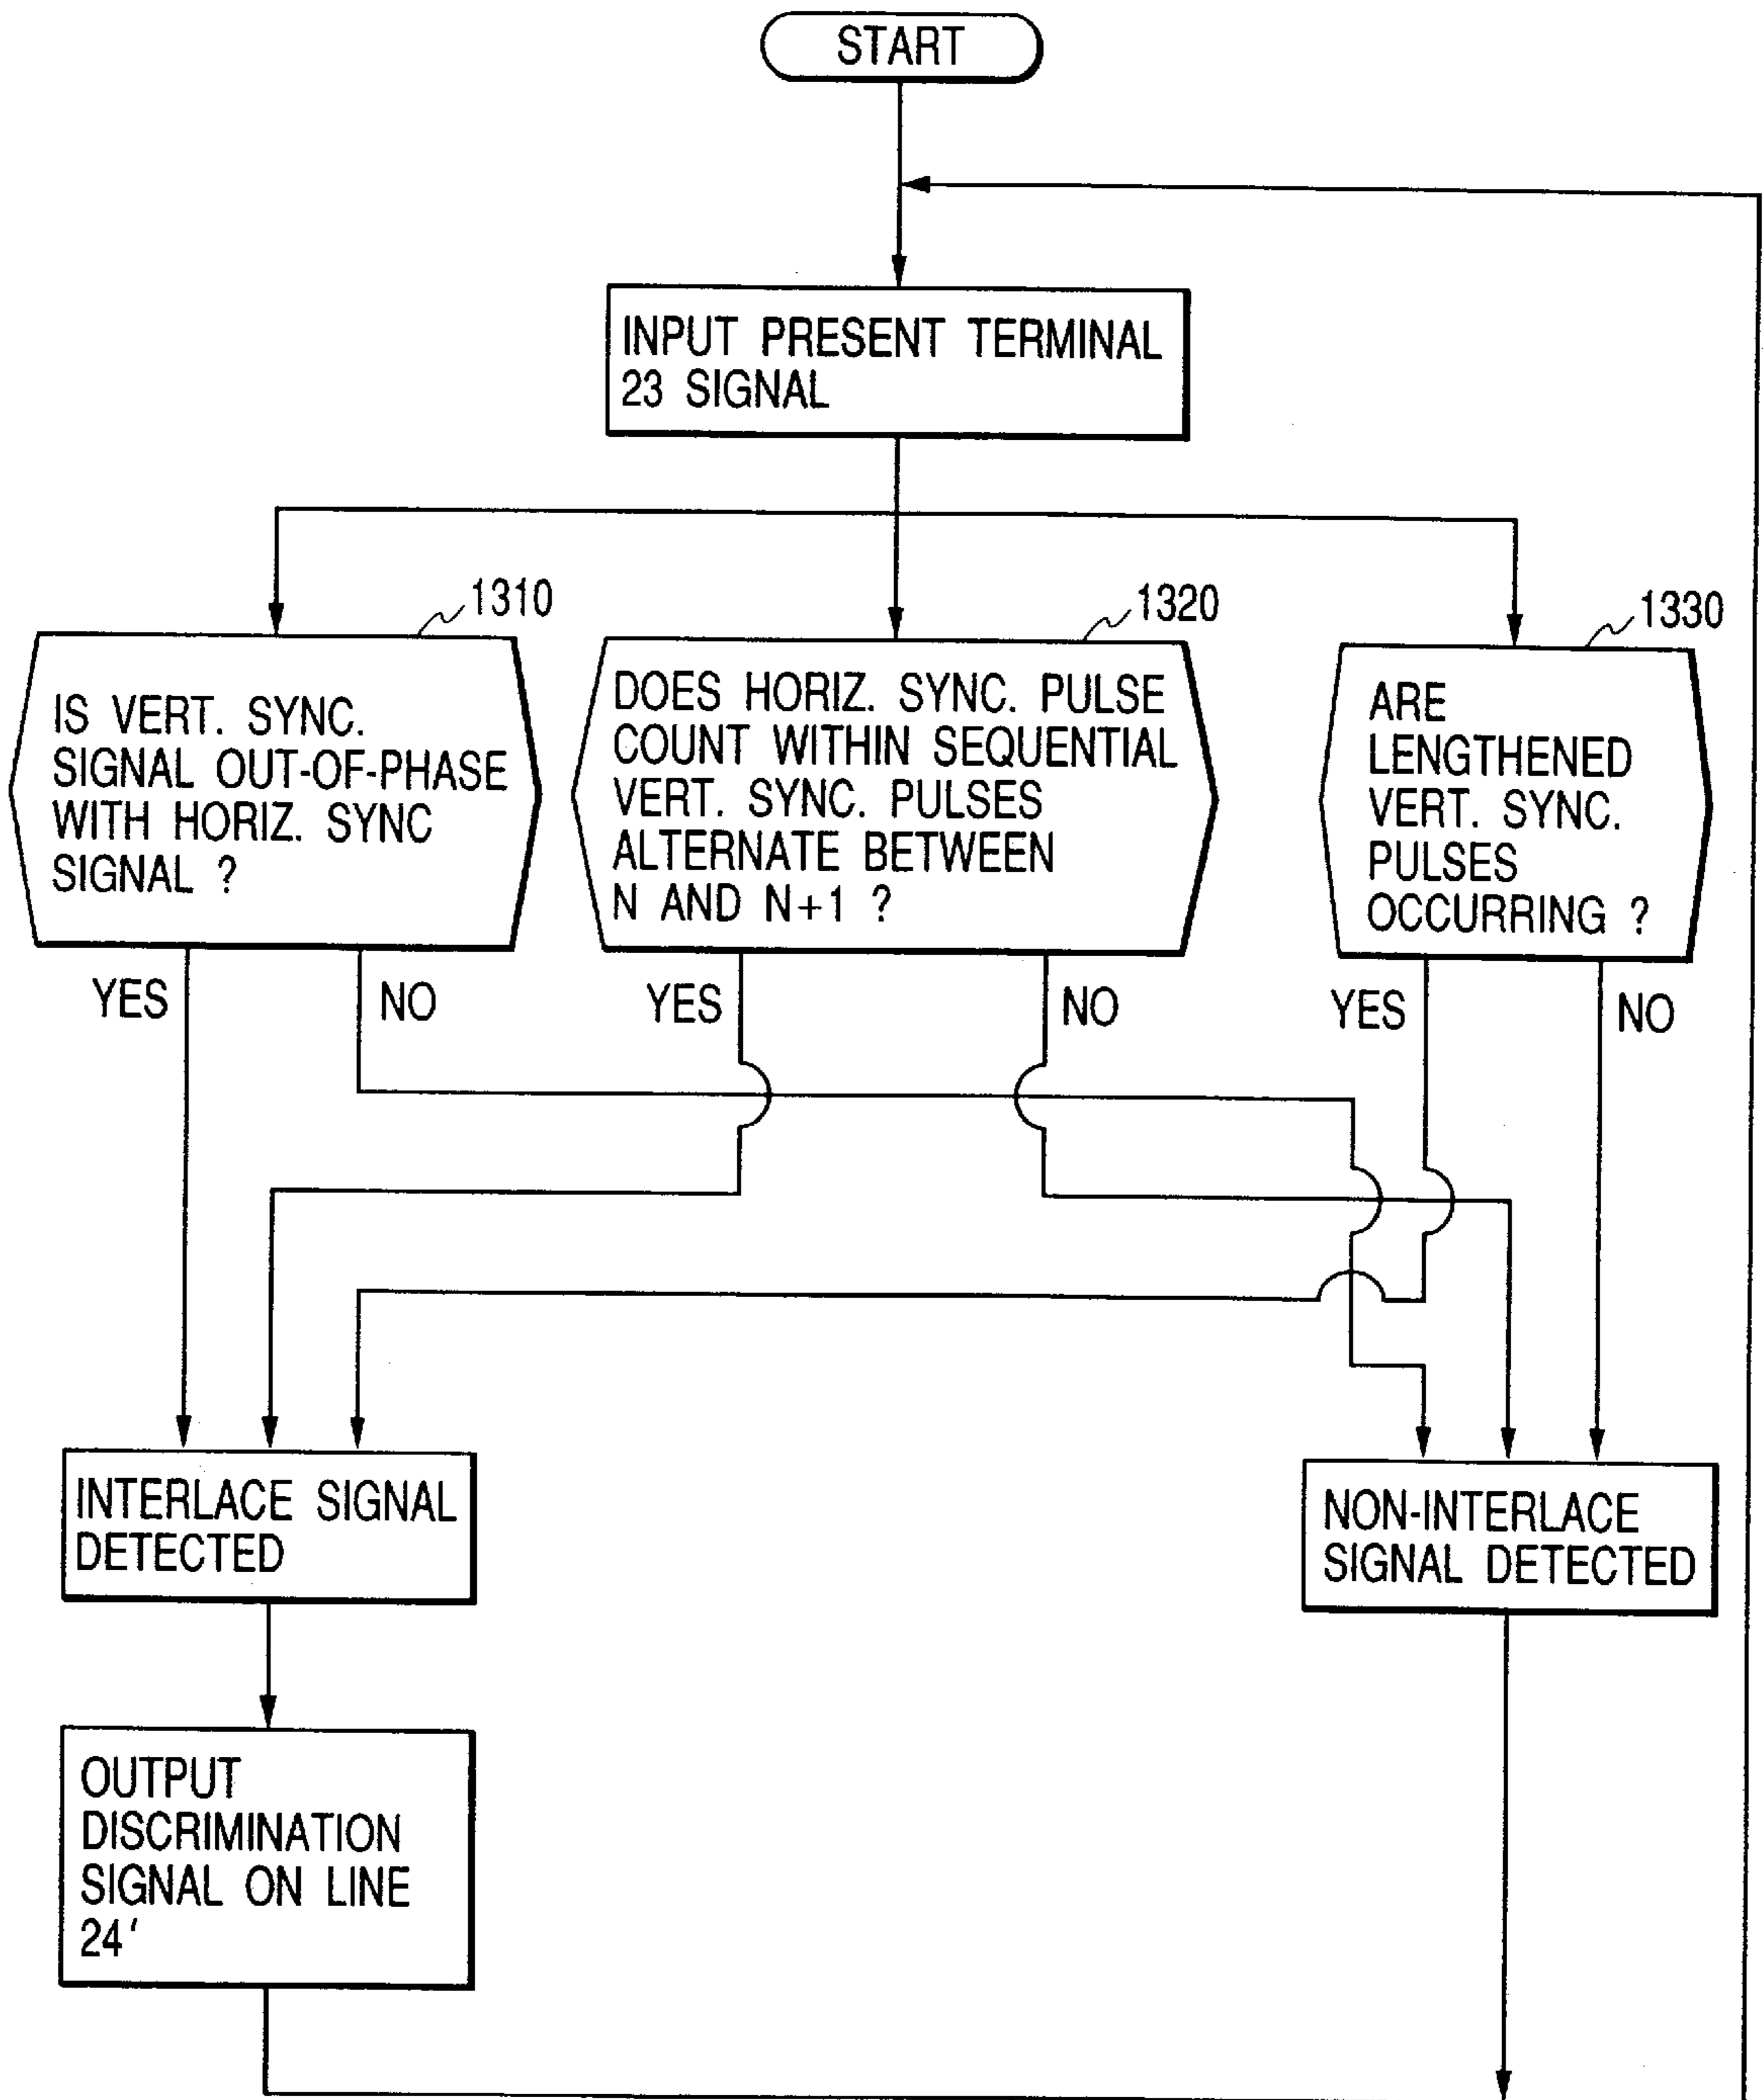 START
INPUT PRESENT TERMINAL
23 SIGNAL
1310
IS VERT. SYNC.
SIGNAL OUT-OF-PHASE
WITH HORIZ. SYNC
SIGNAL ?
1320
DOES HORIZ. SYNC. PULSE
COUNT WITHIN SEQUENTIAL
VERT. SYNC. PULSES
ALTERNATE BETWEEN
N AND N+1 ?
1330
ARE
LENGTHENED
VERT. SYNC.
PULSES
OCCURRING ?
YES
NO
YES
NO
YES
NO
INTERLACE SIGNAL
DETECTED
NON-INTERLACE
SIGNAL DETECTED
OUTPUT
DISCRIMINATION
SIGNAL ON LINE
24'